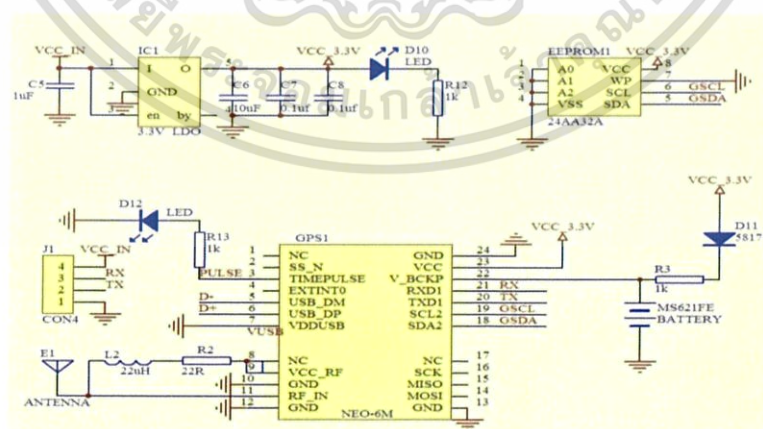 VCC_IN
IC1
VCC_3.3V
D10
LED
EEPROM1
VCC_3.3V
C5
1uF
1
2
3
I
O
GND
en
by
5
4
3.3V LDO
C6
10uF
C7
0.1uf
C8
0.1uf
R12
1k
1
2
3
4
A0
A1
A2
VSS
VCC
WP
SCL
SDA
8
7
6
5
GSCL
GSDA
24AA32A
D12
LED
R13
1k
J1
VCC_IN
4
3
2
1
RX
TX
CON4
GPS1
PULSE
D-
D+
VUSB
1 NC
2 SS_N
3 TIMEPULSE
4 EXTINT0
5 USB_DM
6 USB_DP
7 VDDUSB
8 NC
9 VCC_RF
10 GND
11 RF_IN
12 GND
GND 24
VCC 23
V_BCKP 22
RXD1 21 RX
TXD1 20 TX
SCL2 19 GSCL
SDA2 18 GSDA
NC 17
SCK 16
MISO 15
MOSI 14
GND 13
NEO-6M
VCC_3.3V
VCC_3.3V
D11
5817
R3
1k
MS621FE
BATTERY
E1
ANTENNA
L2
22uH
R2
22R